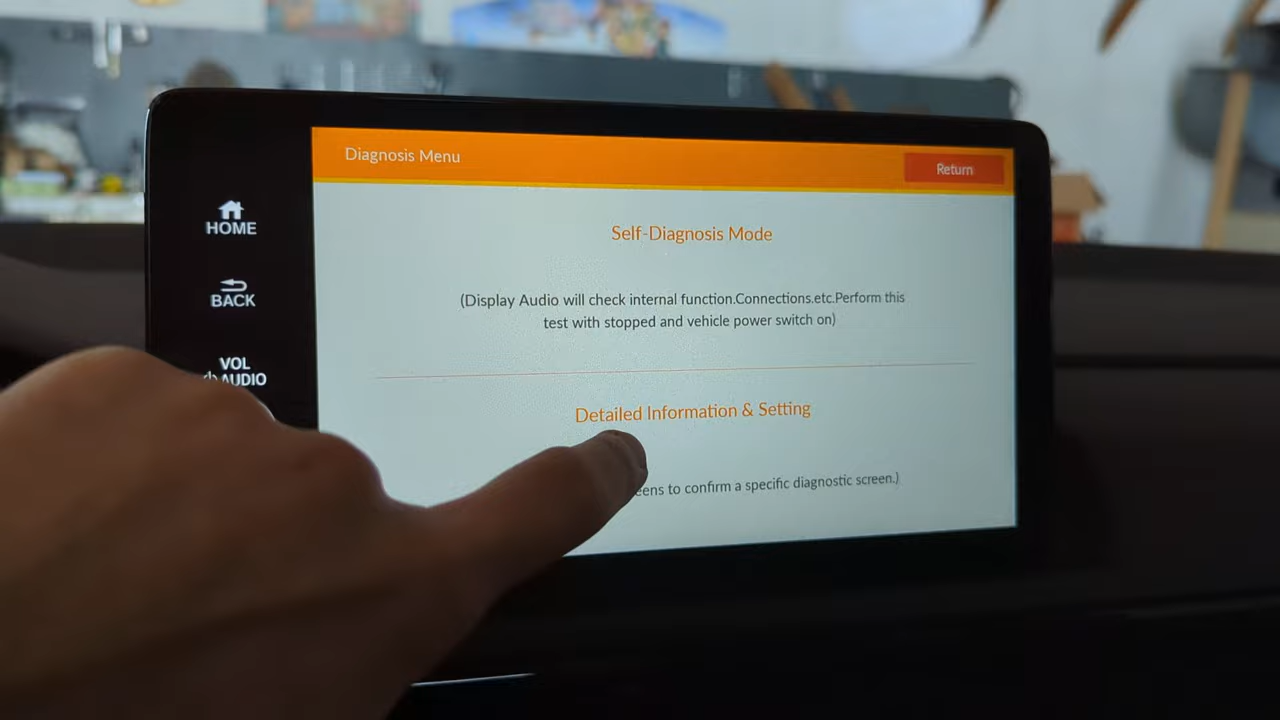 Diagnosis Menu
Return
HOME
BACK
VOL
AUDIO
Self-Diagnosis Mode
(Display Audio will check internal function.Connections.etc.Perform this
test with stopped and vehicle power switch on)
Detailed Information & Setting
to confirm a specific diagnostic screen.)